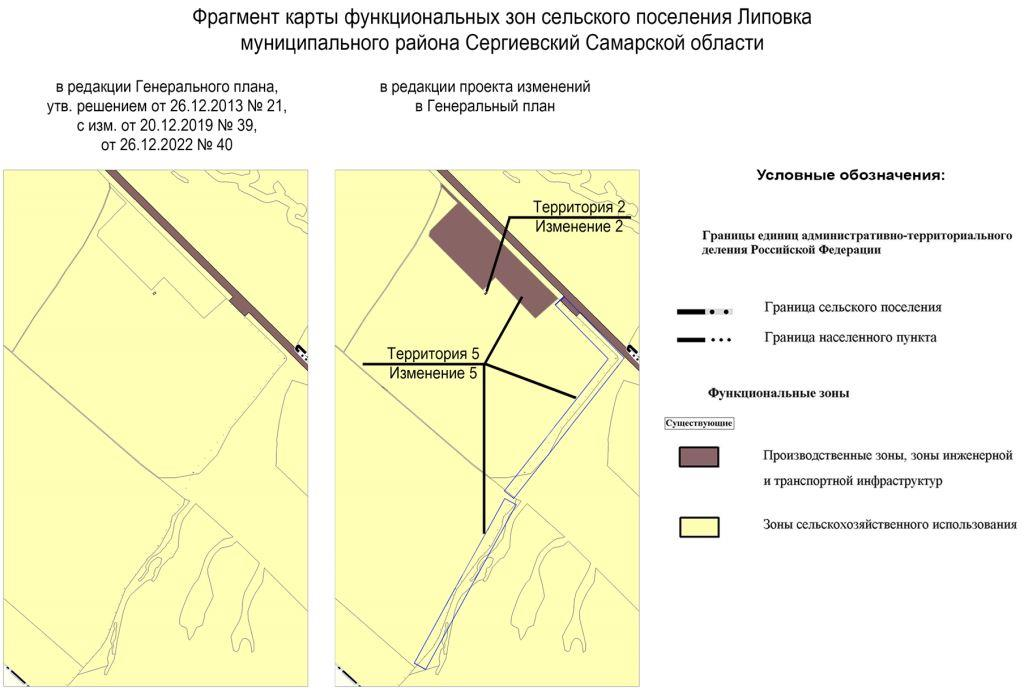 Фрагмент карты функциональных зон сельского поселения Липовка
муниципального района Сергиевский Самарской области
в редакции Генерального плана,
утв. решением от 26.12.2013 № 21,
с изм. от 20.12.2019 № 39,
от 26.12.2022 № 40
в редакции проекта изменений
в Генеральный план
Территория 2
Изменение 2
Территория 5
Изменение 5
Условные обозначения:
Границы единиц административно-территориального
деления Российской Федерации
Граница сельского поселения
Граница населенного пункта
Функциональные зоны
Существующие
Производственные зоны, зоны инженерной
и транспортной инфраструктур
Зоны сельскохозяйственного использования